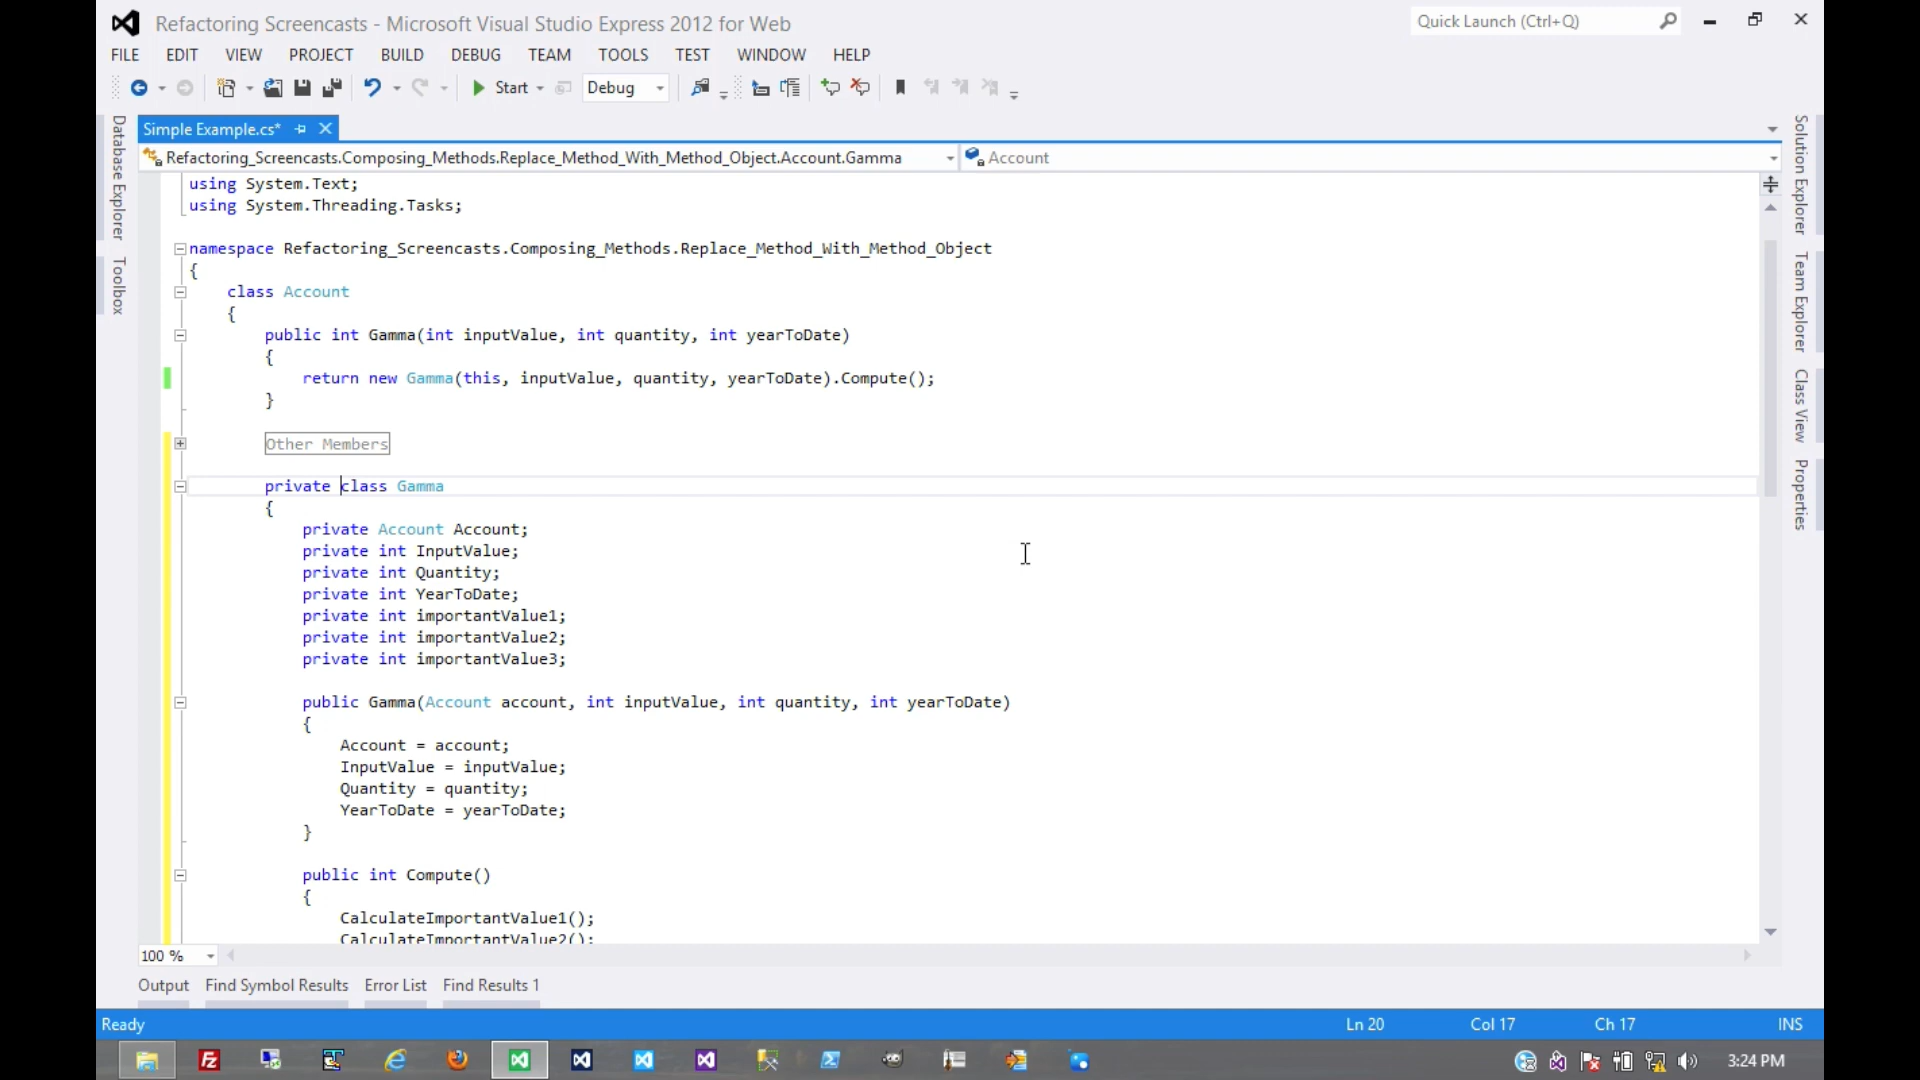 Refactoring Screencasts - Microsoft Visual Studio Express 2012 for Web
Quick Launch (Ctrl+Q)
FILE EDIT VIEW PROJECT BUILD DEBUG TEAM TOOLS TEST WINDOW HELP
Start Debug
Simple Example.cs*
Refactoring_Screencasts.Composing_Methods.Replace_Method_With_Method_Object.Account.Gamma
Account
Database Explorer
Toolbox
using System.Text;
using System.Threading.Tasks;
namespace Refactoring_Screencasts.Composing_Methods.Replace_Method_With_Method_Object
{
class Account
{
public int Gamma(int inputValue, int quantity, int yearToDate)
{
return new Gamma(this, inputValue, quantity, yearToDate).Compute();
}
Other Members
private class Gamma
{
private Account Account;
private int InputValue;
private int Quantity;
private int YearToDate;
private int importantValue1;
private int importantValue2;
private int importantValue3;
public Gamma(Account account, int inputValue, int quantity, int yearToDate)
{
Account = account;
InputValue = inputValue;
Quantity = quantity;
YearToDate = yearToDate;
}
public int Compute()
{
CalculateImportantValue1();
CalculateImportantValue2();
Solution Explorer
Team Explorer
Class View
Properties
100 %
Output Find Symbol Results Error List Find Results 1
Ready Ln 20 Col 17 Ch 17 INS
3:24 PM